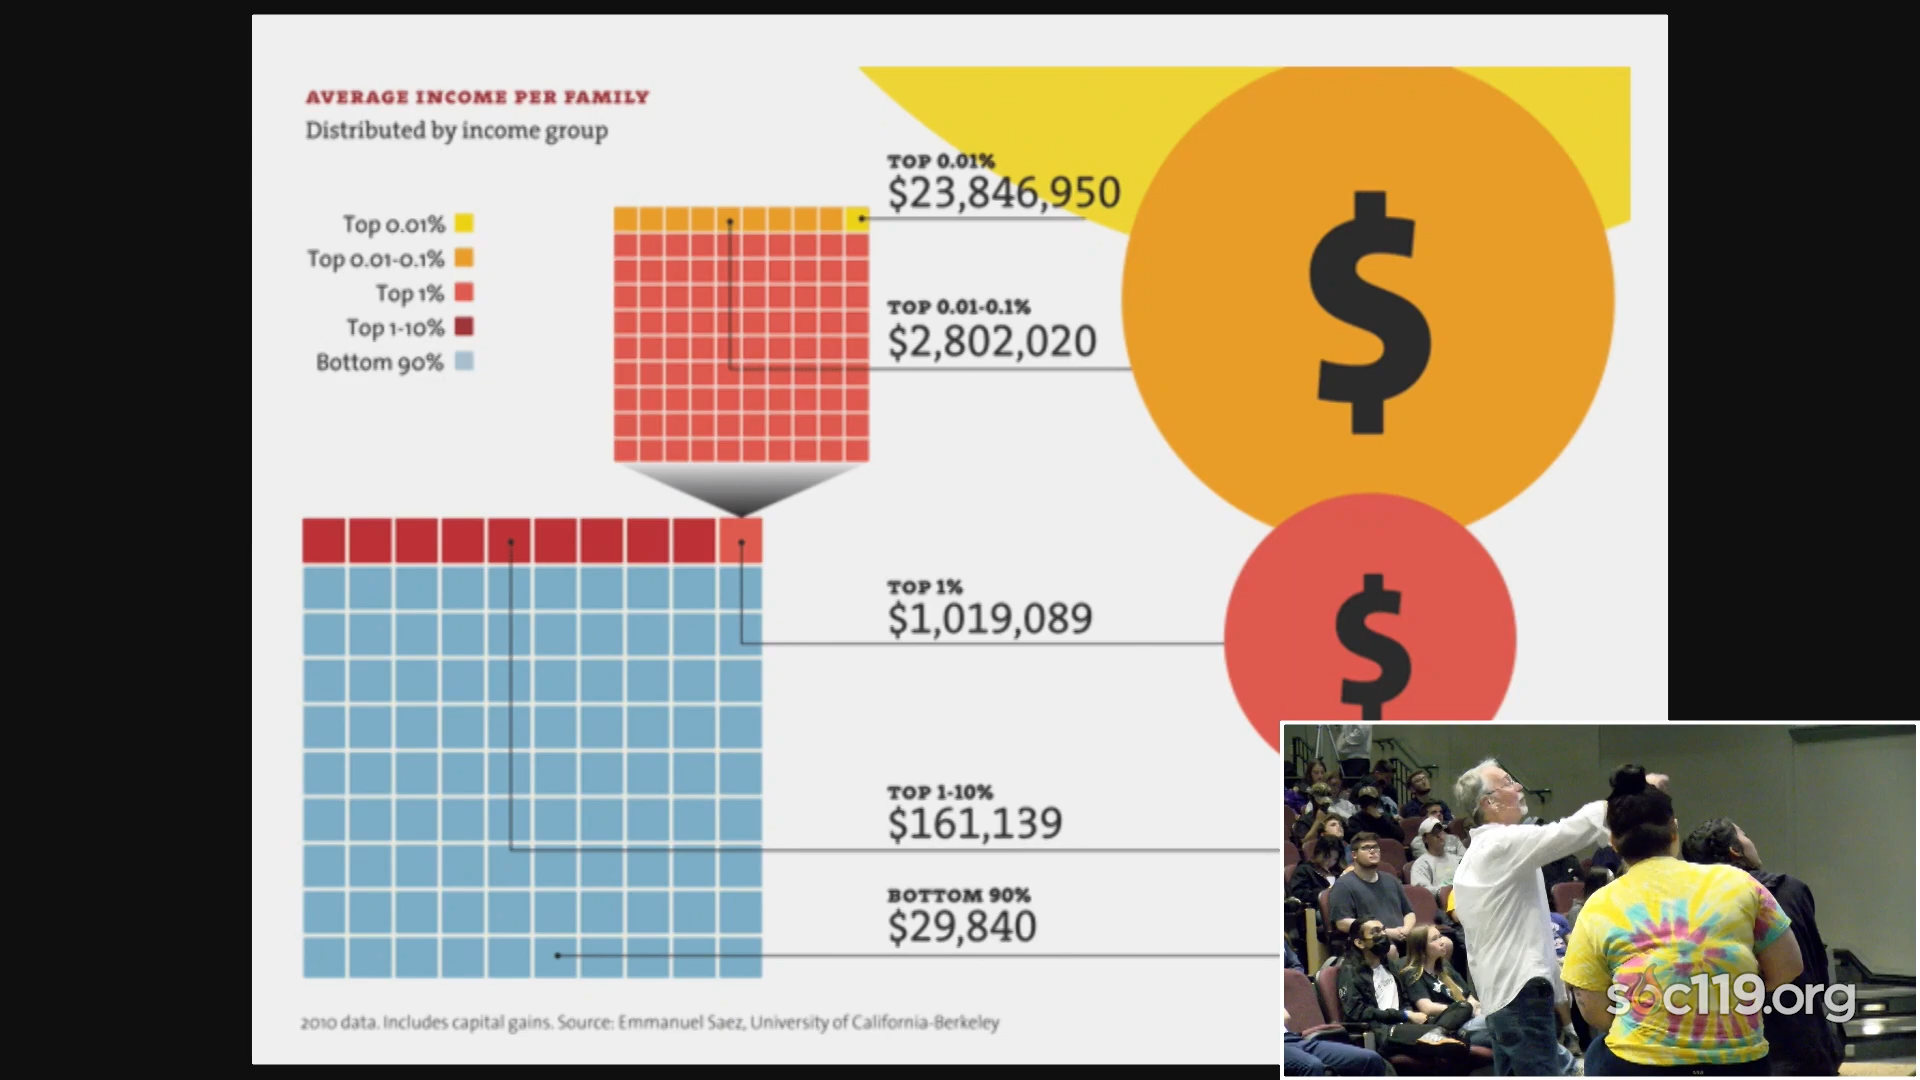 AVERAGE INCOME PER FAMILY
Distributed by income group
Top 0.01%
Top 0.01-0.1%
Top 1%
Top 1-10%
Bottom 90%
TOP 0.01%
$23,846,950
TOP 0.01-0.1%
$2,802,020
TOP 1%
$1,019,089
TOP 1-10%
$161,139
BOTTOM 90%
$29,840
$
$
2010 data. Includes capital gains. Source: Emmanuel Saez, University of California-Berkeley
soc119.org